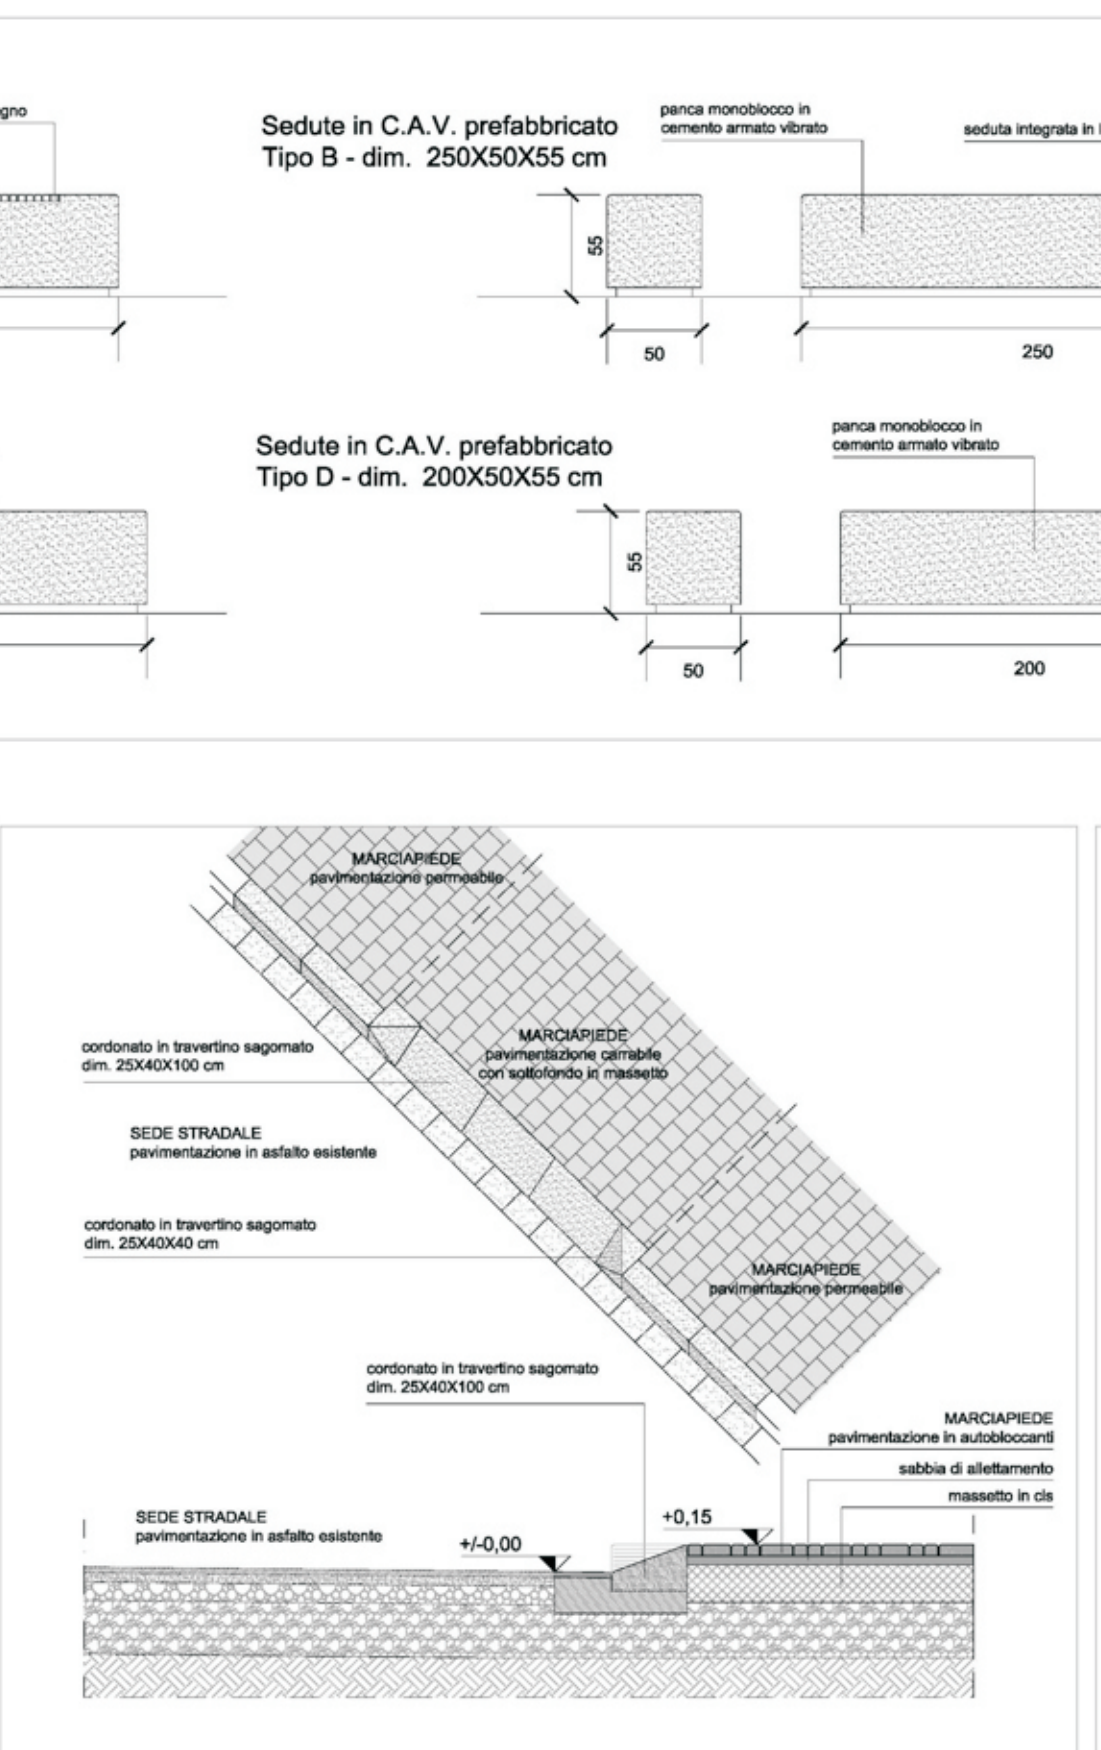 Sedute in C.A.V. prefabbricato
Tipo B - dim. 250X50X55 cm
panca monoblocco in
cemento armato vibrato
seduta integrata in
55
50
250
Sedute in C.A.V. prefabbricato
Tipo D - dim. 200X50X55 cm
panca monoblocco in
cemento armato vibrato
55
50
200
MARCIAPIEDE
pavimentazione permeabile
MARCIAPIEDE
pavimentazione carrabile
con sottofondo in massetto
cordonato in travertino sagomato
dim. 25X40X100 cm
SEDE STRADALE
pavimentazione in asfalto esistente
cordonato in travertino sagomato
dim. 25X40X40 cm
MARCIAPIEDE
pavimentazione permeabile
cordonato in travertino sagomato
dim. 25X40X100 cm
MARCIAPIEDE
pavimentazione in autobloccanti
sabbia di allettamento
massetto in cls
SEDE STRADALE
pavimentazione in asfalto esistente
+/-0,00
+0,15